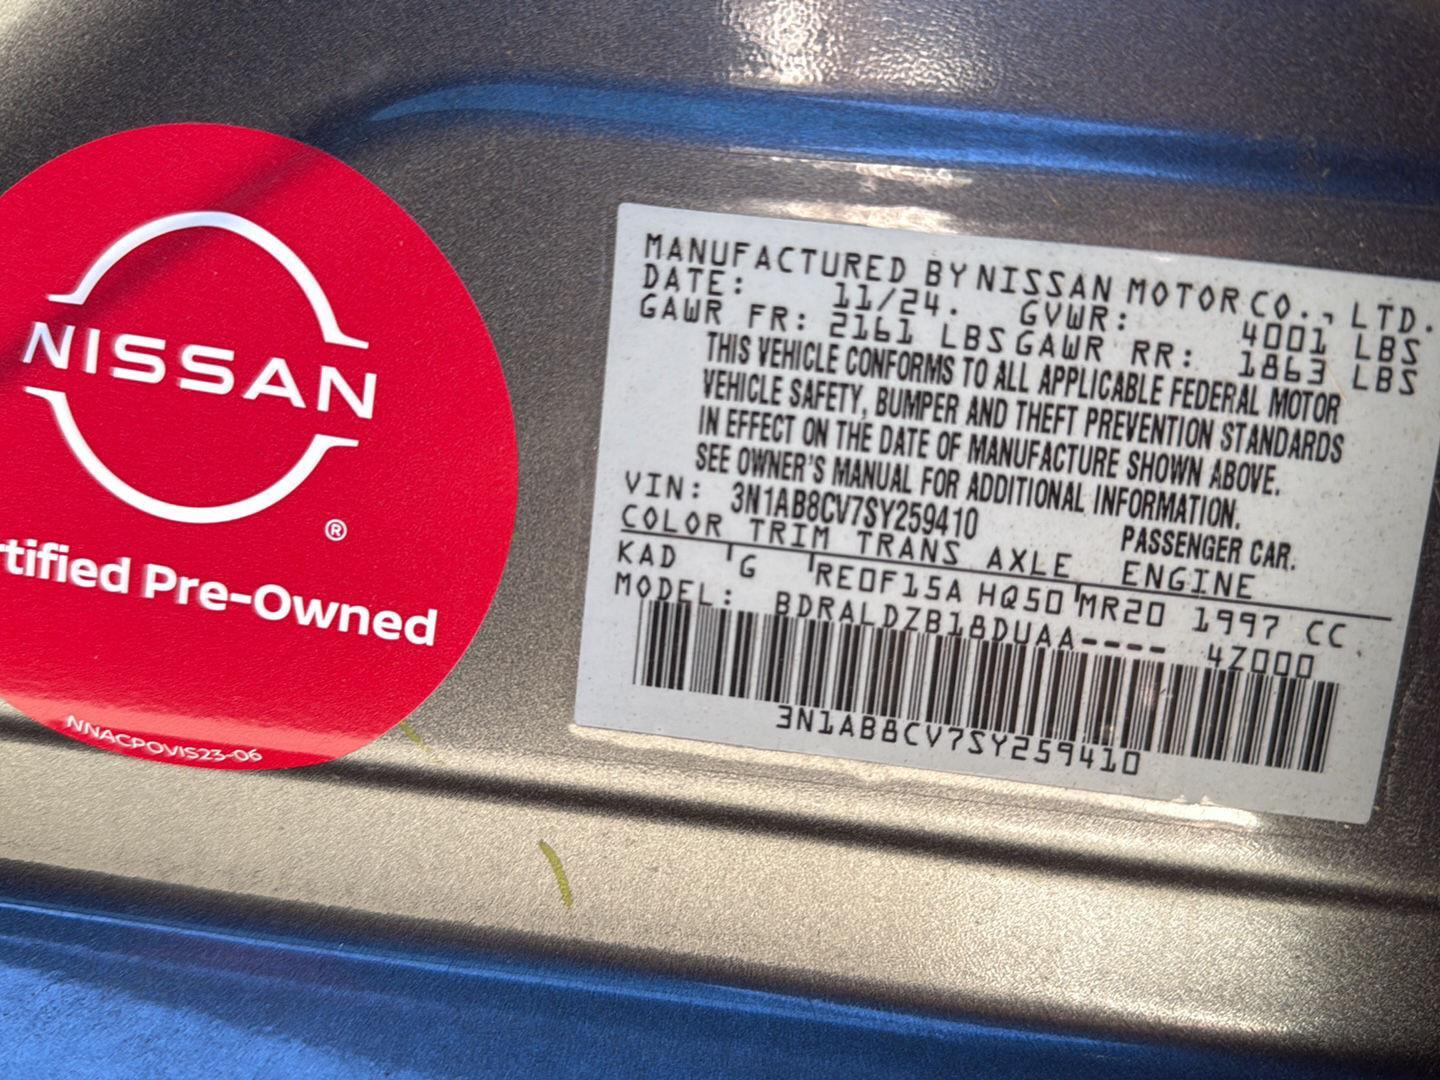 NISSAN
®
rtified Pre-Owned
NNACPOVIS23-06
MANUFACTURED BY NISSAN MOTOR CO., LTD.
DATE: 11/24. GVWR: 4001 LBS
GAWR FR: 2161 LBS GAWR RR: 1863 LBS
THIS VEHICLE CONFORMS TO ALL APPLICABLE FEDERAL MOTOR
VEHICLE SAFETY, BUMPER AND THEFT PREVENTION STANDARDS
IN EFFECT ON THE DATE OF MANUFACTURE SHOWN ABOVE.
SEE OWNER'S MANUAL FOR ADDITIONAL INFORMATION.
VIN: 3N1AB8CV7SY259410 PASSENGER CAR.
COLOR TRIM TRANS AXLE ENGINE
KAD G RE0F15A HQ50 MR20 1997 CC
MODEL: BDRALDZB18DUAA---- 4Z000
3N1AB8CV7SY259410